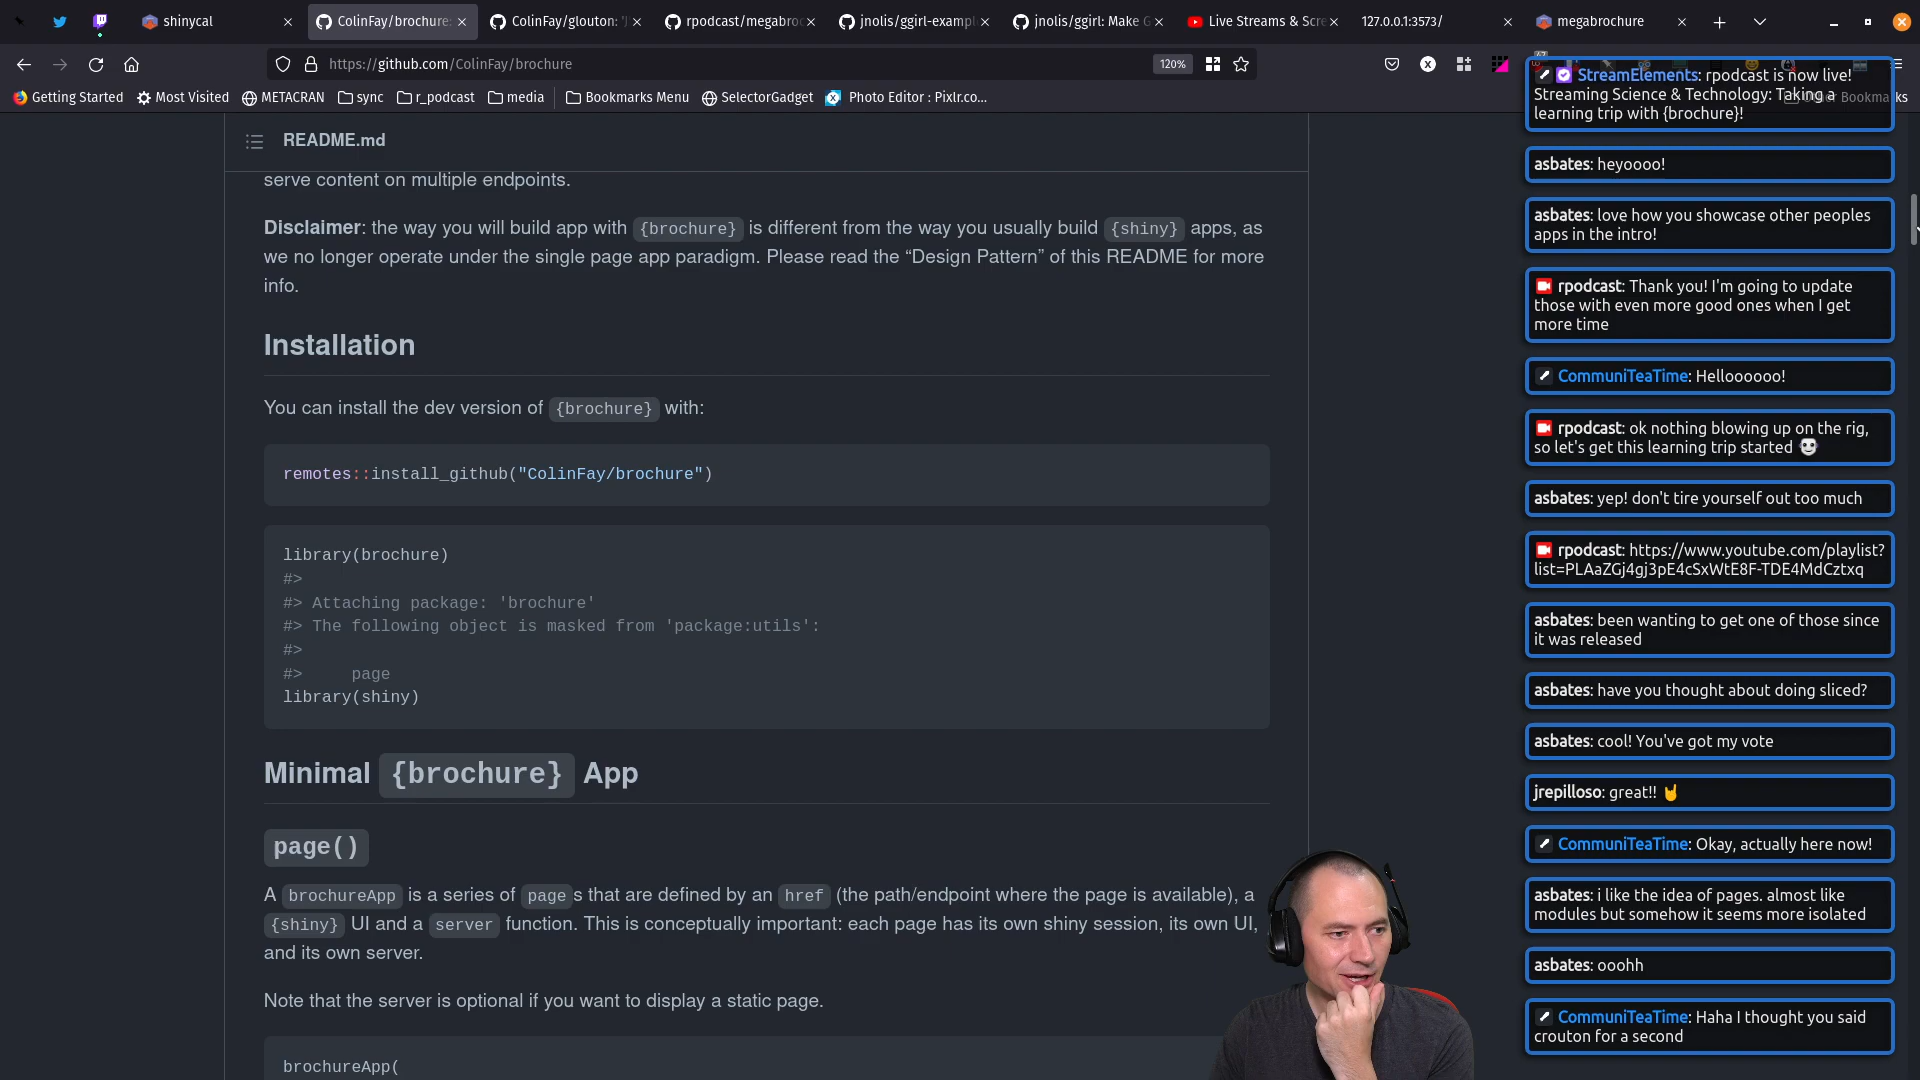 shinycal
ColinFay/brochure:
ColinFay/glouton: 'J
rpodcast/megabroc
jnolis/ggirl-exampl
jnolis/ggirl: Make G
Live Streams & Scre
127.0.0.1:3573/
megabrochure
https://github.com/ColinFay/brochure
120%
Getting Started
Most Visited
METACRAN
sync
r_podcast
media
Bookmarks Menu
SelectorGadget
Photo Editor : Pixlr.co...
Other Bookmarks
README.md
serve content on multiple endpoints.
Disclaimer: the way you will build app with {brochure} is different from the way you usually build {shiny} apps, as
we no longer operate under the single page app paradigm. Please read the “Design Pattern” of this README for more
info.
Installation
You can install the dev version of {brochure} with:
remotes::install_github("ColinFay/brochure")
library(brochure)
#>
#> Attaching package: 'brochure'
#> The following object is masked from 'package:utils':
#>
#>     page
library(shiny)
Minimal {brochure} App
page()
A brochureApp is a series of pages that are defined by an href (the path/endpoint where the page is available), a
{shiny} UI and a server function. This is conceptually important: each page has its own shiny session, its own UI,
and its own server.
Note that the server is optional if you want to display a static page.
brochureApp(
StreamElements: rpodcast is now live!
Streaming Science & Technology: Taking a
learning trip with {brochure}!
asbates: heyoooo!
asbates: love how you showcase other peoples
apps in the intro!
rpodcast: Thank you! I'm going to update
those with even more good ones when I get
more time
CommuniTeaTime: Helloooooo!
rpodcast: ok nothing blowing up on the rig,
so let's get this learning trip started
asbates: yep! don't tire yourself out too much
rpodcast: https://www.youtube.com/playlist?
list=PLAaZGj4gj3pE4cSxWtE8F-TDE4MdCztxq
asbates: been wanting to get one of those since
it was released
asbates: have you thought about doing sliced?
asbates: cool! You've got my vote
jrepilloso: great!! 🤘
CommuniTeaTime: Okay, actually here now!
asbates: i like the idea of pages. almost like
modules but somehow it seems more isolated
asbates: ooohh
CommuniTeaTime: Haha I thought you said
crouton for a second